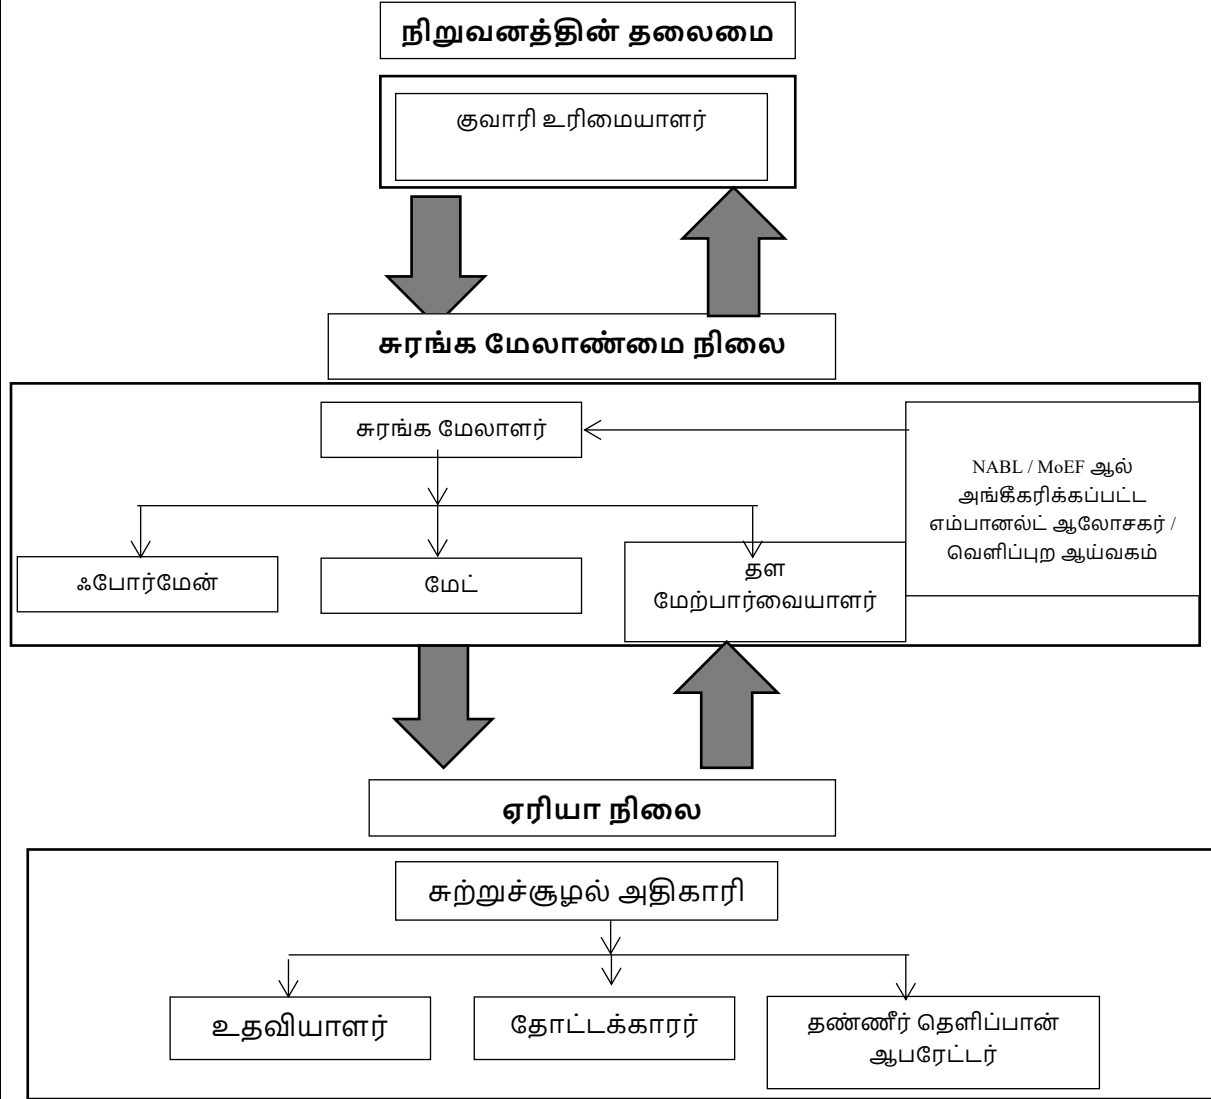 நிறுவனத்தின் தலைமை
குவாரி உரிமையாளர்
சுரங்க மேலாண்மை நிலை
சுரங்க மேலாளர்
NABL / MoEF ஆல்
அங்கீகரிக்கப்பட்ட
எம்பானல்ட் ஆலோசகர் /
வெளிப்புற ஆய்வகம்
ஃபோர்மேன்
மேட்
தள
மேற்பார்வையாளர்
ஏரியா நிலை
சுற்றுச்சூழல் அதிகாரி
உதவியாளர்
தோட்டக்காரர்
தண்ணீர் தெளிப்பான்
ஆபரேட்டர்